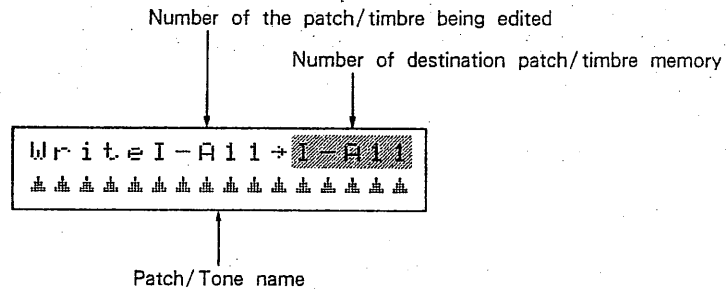 Number of the patch/timbre being edited
Number of destination patch/timbre memory
WriteI-A11→I-A11
Patch/Tone name